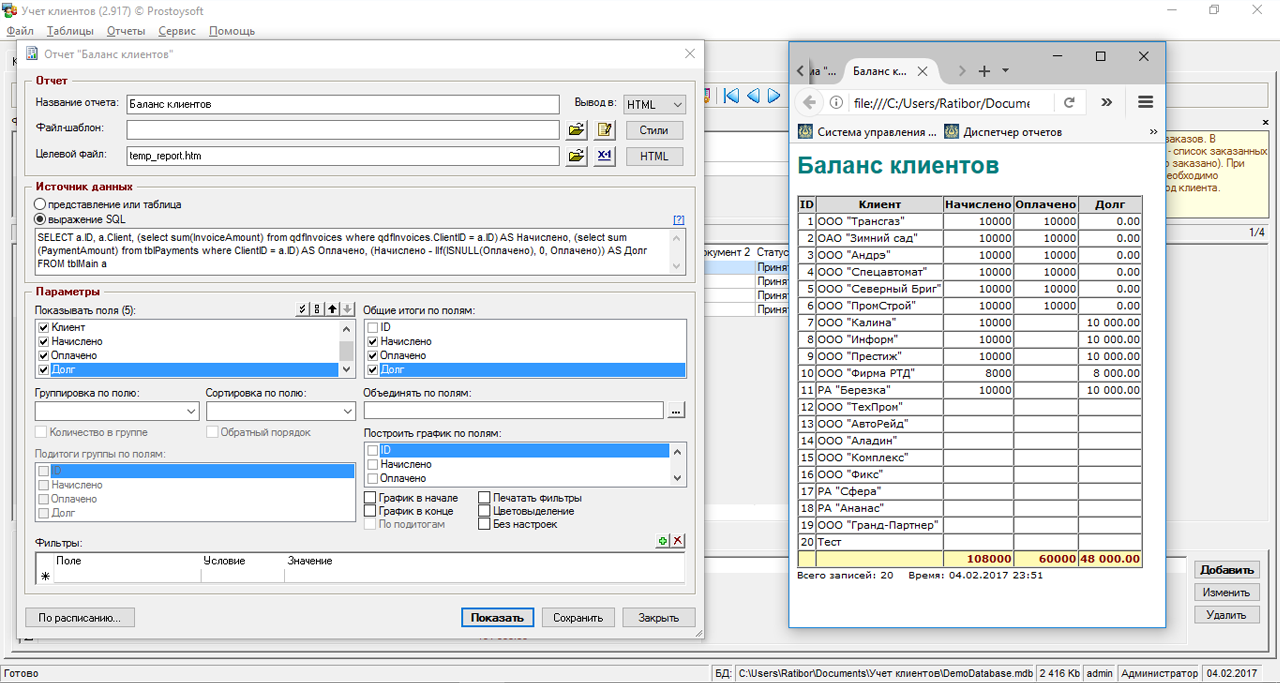 Учет клиентов (2.917) © Prostoysoft
Файл Таблицы Отчеты Сервис Помощь
Отчет "Баланс клиентов"
Отчет
Название отчета: Баланс клиентов Вывод в: HTML
Файл-шаблон: Стили
Целевой файл: temp_report.htm HTML
Источник данных
представление или таблица
выражение SQL [?]
SELECT a.ID, a.Client, (select sum(InvoiceAmount) from qdfInvoices where qdfInvoices.ClientID = a.ID) AS Начислено, (select sum
(PaymentAmount) from tblPayments where ClientID = a.ID) AS Оплачено, (Начислено - IIf(ISNULL(Оплачено), 0, Оплачено)) AS Долг
FROM tblMain a
Параметры
Показывать поля (5): Общие итоги по полям:
Клиент ID
Начислено Начислено
Оплачено Оплачено
Долг Долг
Группировка по полю: Сортировка по полю: Объединять по полям:
...
Количество в группе Обратный порядок
Построить график по полям:
ID
Начислено
Оплачено
Подитоги группы по полям:
ID
Начислено
Оплачено
Долг
График в начале Печатать фильтры
График в конце Цветовыделение
По подитогам Без настроек
Фильтры:
Поле Условие Значение
По расписанию... Показать Сохранить Закрыть
ма "... Баланс к...
file:///C:/Users/Ratibor/Docume
Система управления ... Диспетчер отчетов
Баланс клиентов
ID Клиент Начислено Оплачено Долг
1 ООО "Трансгаз" 10000 10000 0.00
2 ОАО "Зимний сад" 10000 10000 0.00
3 ООО "Андрэ" 10000 10000 0.00
4 ООО "Спецавтомат" 10000 10000 0.00
5 ООО "Северный Бриг" 10000 10000 0.00
6 ООО "ПромСтрой" 10000 10000 0.00
7 ООО "Калина" 10000 10 000.00
8 ООО "Информ" 10000 10 000.00
9 ООО "Престиж" 10000 10 000.00
10 ООО "Фирма РТД" 8000 8 000.00
11 РА "Березка" 10000 10 000.00
12 ООО "ТехПром"
13 ООО "АвтоРейд"
14 ООО "Аладин"
15 ООО "Комплекс"
16 ООО "Фикс"
17 РА "Сфера"
18 РА "Ананас"
19 ООО "Гранд-Партнер"
20 Тест
108000 60000 48 000.00
Всего записей: 20 Время: 04.02.2017 23:51
заказов. В
- список заказанных
о заказано). При
необходимо
од клиента.
1/4
окумент 2 Статус
Принят
Принят
Принят
Принят
Добавить
Изменить
Удалить
Готово БД: C:\Users\Ratibor\Documents\Учет клиентов\DemoDatabase.mdb 2 416 Kb admin Администратор 04.02.2017